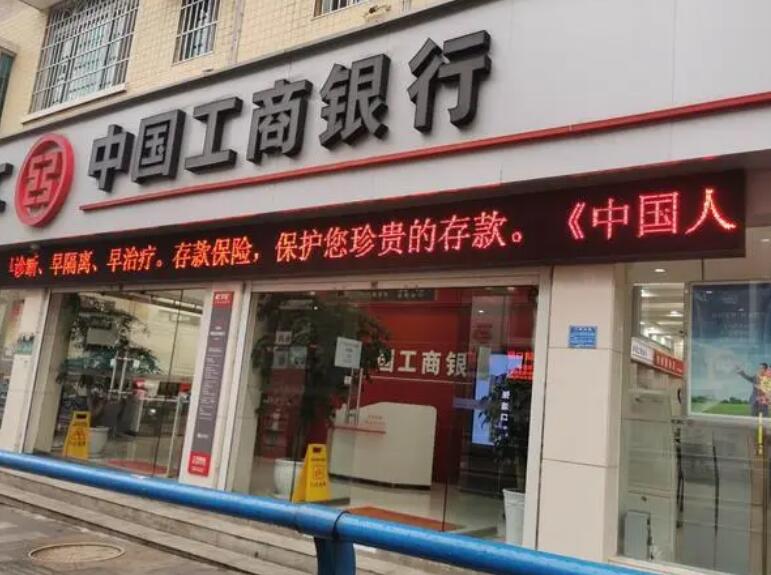 中国工商银行
诊断、早隔离、早治疗。存款保险，保护您珍贵的存款。《中国人
国工商银